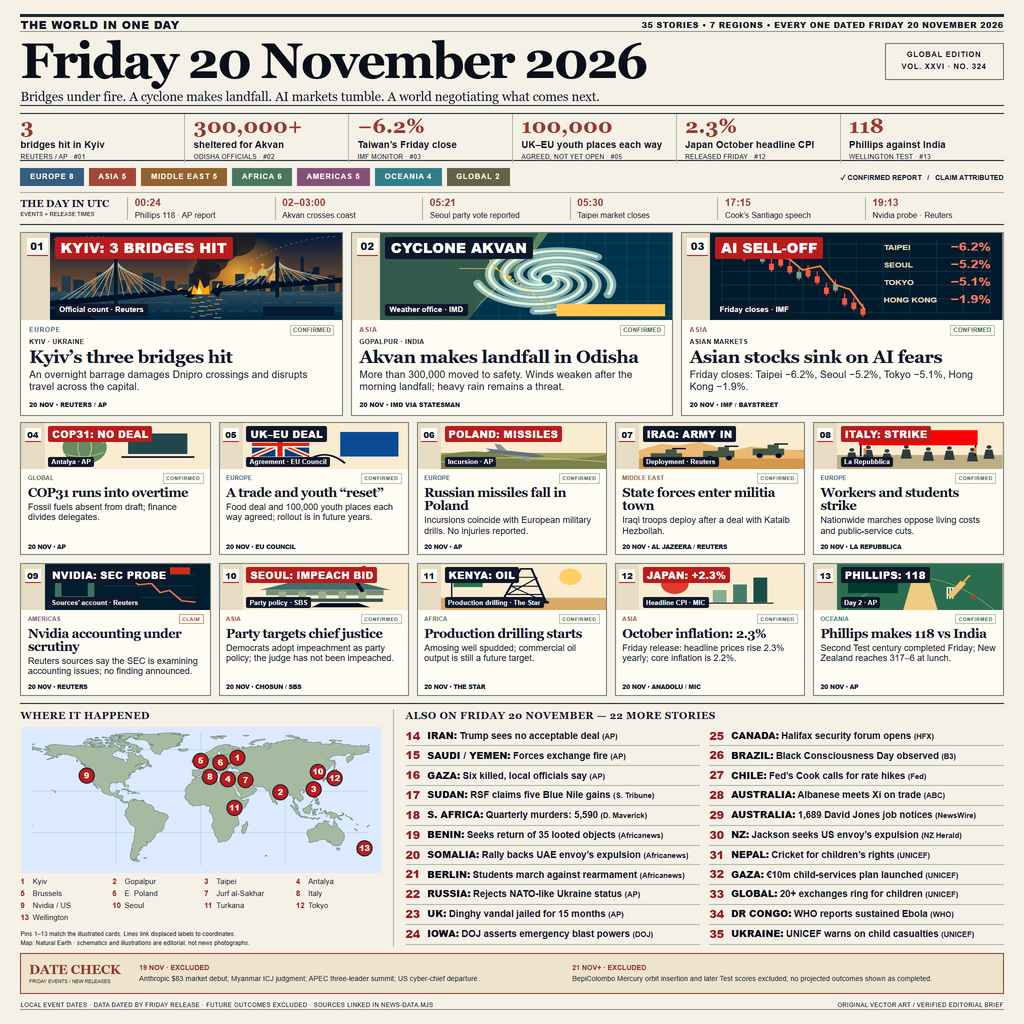 THE WORLD IN ONE DAY
35 STORIES • 7 REGIONS • EVERY ONE DATED FRIDAY 20 NOVEMBER 2026
Friday 20 November 2026
GLOBAL EDITION
VOL. XXVI · NO. 324
Bridges under fire. A cyclone makes landfall. AI markets tumble. A world negotiating what comes next.
3
bridges hit in Kyiv
REUTERS / AP · #01
300,000+
sheltered for Akvan
ODISHA OFFICIALS · #02
−6.2%
Taiwan's Friday close
IMF MONITOR · #03
100,000
UK–EU youth places each way
AGREED, NOT YET OPEN · #05
2.3%
Japan October headline CPI
RELEASED FRIDAY · #12
118
Phillips against India
WELLINGTON TEST · #13
EUROPE 8
ASIA 5
MIDDLE EAST 5
AFRICA 6
AMERICAS 5
OCEANIA 4
GLOBAL 2
✓ CONFIRMED REPORT / CLAIM ATTRIBUTED
THE DAY IN UTC
EVENTS + RELEASE TIMES
00:24
Phillips 118 · AP report
02–03:00
Akvan crosses coast
05:21
Seoul party vote reported
05:30
Taipei market closes
17:15
Cook's Santiago speech
19:13
Nvidia probe · Reuters
01
KYIV: 3 BRIDGES HIT
Official count · Reuters
EUROPE
CONFIRMED
KYIV · UKRAINE
Kyiv's three bridges hit
An overnight barrage damages Dnipro crossings and disrupts
travel across the capital.
20 NOV · REUTERS / AP
02
CYCLONE AKVAN
Weather office · IMD
ASIA
CONFIRMED
GOPALPUR · INDIA
Akvan makes landfall in Odisha
More than 300,000 moved to safety. Winds weaken after the
morning landfall; heavy rain remains a threat.
20 NOV · IMD VIA STATESMAN
03
AI SELL-OFF
TAIPEI −6.2%
SEOUL −5.2%
TOKYO −5.1%
HONG KONG −1.9%
Friday closes · IMF
ASIA
CONFIRMED
ASIAN MARKETS
Asian stocks sink on AI fears
Friday closes: Taipei −6.2%, Seoul −5.2%, Tokyo −5.1%, Hong
Kong −1.9%.
20 NOV · IMF / BAYSTREET
04
COP31: NO DEAL
Antalya · AP
GLOBAL
CONFIRMED
COP31 runs into overtime
Fossil fuels absent from draft; finance
divides delegates.
20 NOV · AP
05
UK–EU DEAL
Agreement · EU Council
EUROPE
CONFIRMED
A trade and youth “reset”
Food deal and 100,000 youth places each
way agreed; rollout is in future years.
20 NOV · EU COUNCIL
06
POLAND: MISSILES
Incursion · AP
EUROPE
CONFIRMED
Russian missiles fall in
Poland
Incursions coincide with European military
drills. No injuries reported.
20 NOV · AP
07
IRAQ: ARMY IN
Deployment · Reuters
MIDDLE EAST
CONFIRMED
State forces enter militia
town
Iraqi troops deploy after a deal with Kataib
Hezbollah.
20 NOV · AL JAZEERA / REUTERS
08
ITALY: STRIKE
La Repubblica
EUROPE
CONFIRMED
Workers and students
strike
Nationwide marches oppose living costs
and public-service cuts.
20 NOV · LA REPUBBLICA
09
NVIDIA: SEC PROBE
Sources' account · Reuters
AMERICAS
CLAIM
Nvidia accounting under
scrutiny
Reuters sources say the SEC is examining
accounting issues; no finding announced.
20 NOV · REUTERS
10
SEOUL: IMPEACH BID
Party policy · SBS
ASIA
CONFIRMED
Party targets chief justice
Democrats adopt impeachment as party
policy; the judge has not been impeached.
20 NOV · CHOSUN / SBS
11
KENYA: OIL
Production drilling · The Star
AFRICA
CONFIRMED
Production drilling starts
Amosing well spudded; commercial oil
output is still a future target.
20 NOV · THE STAR
12
JAPAN: +2.3%
Headline CPI · MIC
ASIA
CONFIRMED
October inflation: 2.3%
Friday release: headline prices rise 2.3%
yearly; core inflation is 2.2%.
20 NOV · ANADOLU / MIC
13
PHILLIPS: 118
Day 2 · AP
OCEANIA
CONFIRMED
Phillips makes 118 vs India
Second Test century completed Friday; New
Zealand reaches 317–6 at lunch.
20 NOV · AP
WHERE IT HAPPENED
5 6 1
8 4 7
9 10 12
2 3
11
13
1 Kyiv 2 Gopalpur 3 Taipei 4 Antalya
5 Brussels 6 E. Poland 7 Jurf al-Sakhar 8 Italy
9 Nvidia / US 10 Seoul 11 Turkana 12 Tokyo
13 Wellington
Pins 1–13 match the illustrated cards. Lines link displaced labels to coordinates.
Map: Natural Earth · schematics and illustrations are editorial, not news photographs.
ALSO ON FRIDAY 20 NOVEMBER — 22 MORE STORIES
14 IRAN: Trump sees no acceptable deal (AP)
15 SAUDI / YEMEN: Forces exchange fire (AP)
16 GAZA: Six killed, local officials say (AP)
17 SUDAN: RSF claims five Blue Nile gains (S. Tribune)
18 S. AFRICA: Quarterly murders: 5,590 (D. Maverick)
19 BENIN: Seeks return of 35 looted objects (Africanews)
20 SOMALIA: Rally backs UAE envoy's expulsion (Africanews)
21 BERLIN: Students march against rearmament (Africanews)
22 RUSSIA: Rejects NATO-like Ukraine status (AP)
23 UK: Dinghy vandal jailed for 15 months (AP)
24 IOWA: DOJ asserts emergency blast powers (DOJ)
25 CANADA: Halifax security forum opens (HFX)
26 BRAZIL: Black Consciousness Day observed (B3)
27 CHILE: Fed's Cook calls for rate hikes (Fed)
28 AUSTRALIA: Albanese meets Xi on trade (ABC)
29 AUSTRALIA: 1,689 David Jones job notices (NewsWire)
30 NZ: Jackson seeks US envoy's expulsion (NZ Herald)
31 NEPAL: Cricket for children's rights (UNICEF)
32 GAZA: €10m child-services plan launched (UNICEF)
33 GLOBAL: 20+ exchanges ring for children (UNICEF)
34 DR CONGO: WHO reports sustained Ebola (WHO)
35 UKRAINE: UNICEF warns on child casualties (UNICEF)
DATE CHECK
FRIDAY EVENTS / NEW RELEASES
19 NOV · EXCLUDED
Anthropic $83 market debut; Myanmar ICJ judgment; APEC three-leader summit; US cyber-chief departure.
21 NOV+ · EXCLUDED
BepiColombo Mercury orbit insertion and later Test scores excluded; no projected outcomes shown as completed.
LOCAL EVENT DATES · DATA DATED BY FRIDAY RELEASE · FUTURE OUTCOMES EXCLUDED · SOURCES LINKED IN NEWS-DATA.MJS
ORIGINAL VECTOR ART / VERIFIED EDITORIAL BRIEF